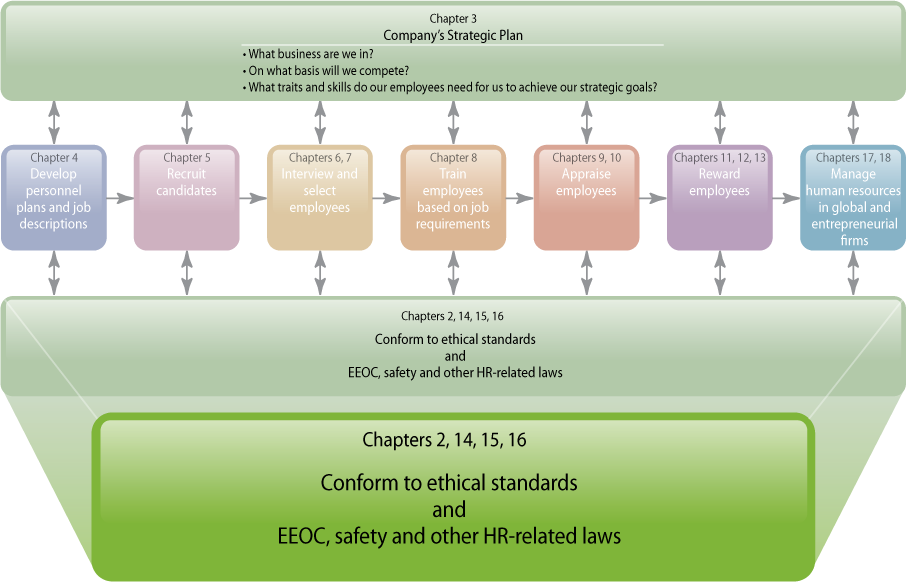 Chapter 3
Company's Strategic Plan
• What business are we in?
• On what basis will we compete?
• What traits and skills do our employees need for us to achieve our strategic goals?
Chapter 4
Develop
personnel
plans and job
descriptions
Chapter 5
Recruit
candidates
Chapters 6, 7
Interview and
select
employees
Chapter 8
Train
employees
based on job
requirements
Chapters 9, 10
Appraise
employees
Chapters 11, 12, 13
Reward
employees
Chapters 17, 18
Manage
human resources
in global and
entrepreneurial
firms
Chapters 2, 14, 15, 16
Conform to ethical standards
and
EEOC, safety and other HR-related laws
Chapters 2, 14, 15, 16
Conform to ethical standards
and
EEOC, safety and other HR-related laws